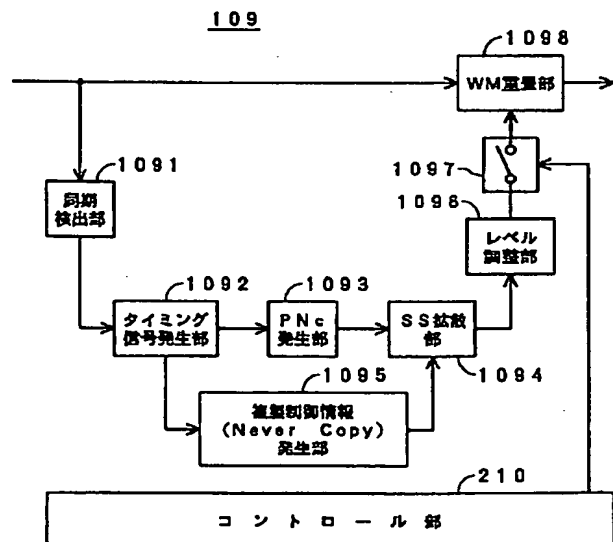 109
1098
WM重畳部
1097
1091
同期
検出部
1096
レベル
調整部
1092
タイミング
信号発生部
1093
PNc
発生部
SS拡散
部
1094
1095
複製制御情報
(Never Copy)
発生部
210
コントロール部